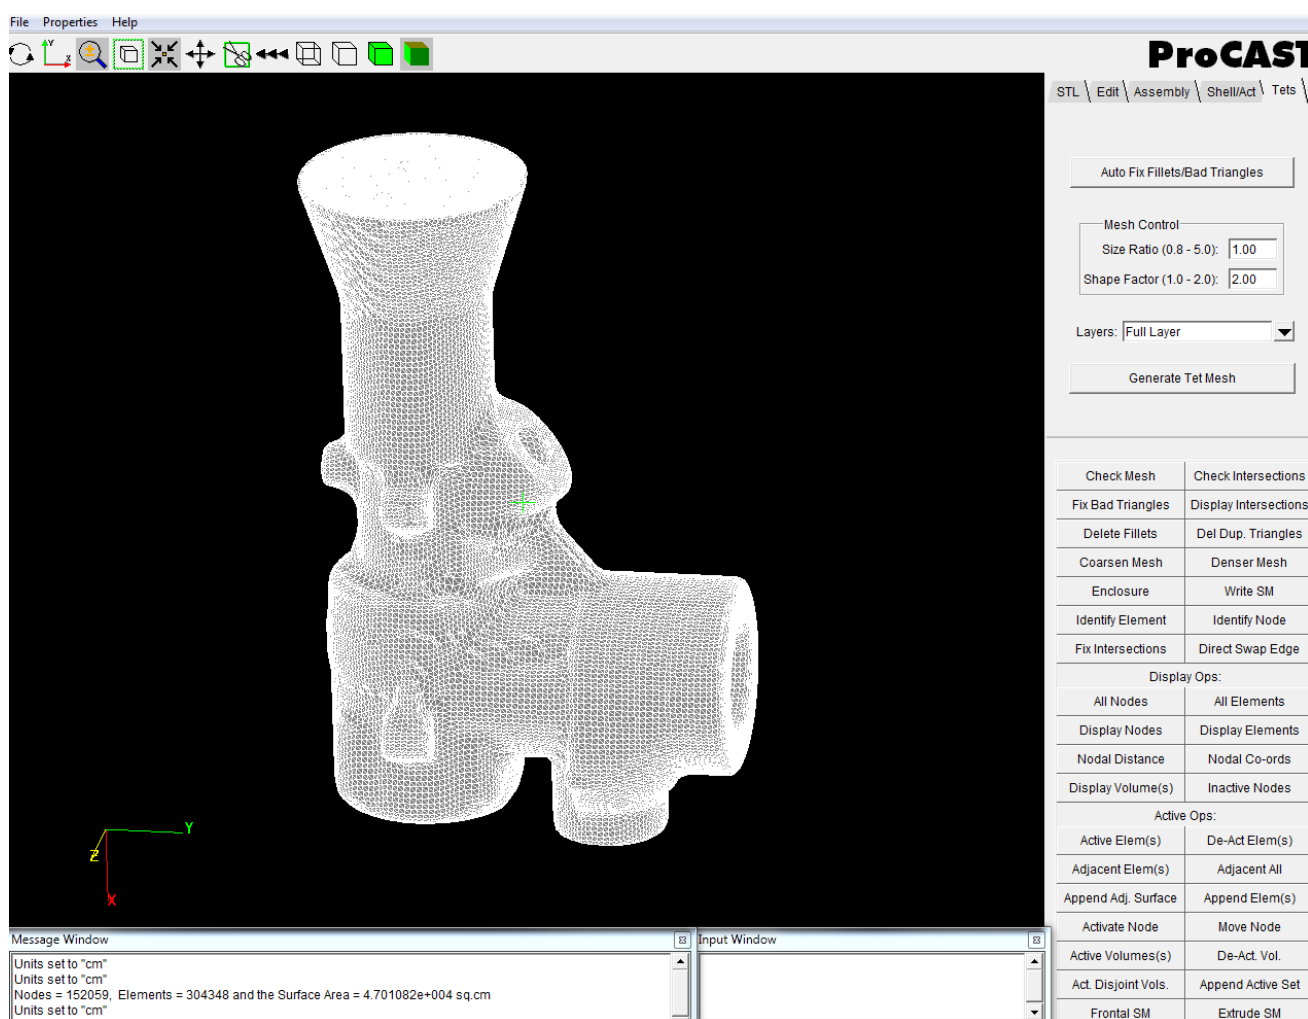 File Properties Help
ProCAST
STL Edit Assembly Shell/Act Tets
Auto Fix Fillets/Bad Triangles
Mesh Control
Size Ratio (0.8 - 5.0): 1.00
Shape Factor (1.0 - 2.0): 2.00
Layers: Full Layer
Generate Tet Mesh
Check Mesh Check Intersections
Fix Bad Triangles Display Intersections
Delete Fillets Del Dup. Triangles
Coarsen Mesh Denser Mesh
Enclosure Write SM
Identify Element Identify Node
Fix Intersections Direct Swap Edge
Display Ops:
All Nodes All Elements
Display Nodes Display Elements
Nodal Distance Nodal Co-ords
Display Volume(s) Inactive Nodes
Active Ops:
Active Elem(s) De-Act Elem(s)
Adjacent Elem(s) Adjacent All
Append Adj. Surface Append Elem(s)
Activate Node Move Node
Active Volumes(s) De-Act. Vol.
Act. Disjoint Vols. Append Active Set
Frontal SM Extrude SM
Y
Z
X
Message Window
Units set to "cm"
Units set to "cm"
Nodes = 152059, Elements = 304348 and the Surface Area = 4.701082e+004 sq.cm
Units set to "cm"
Input Window